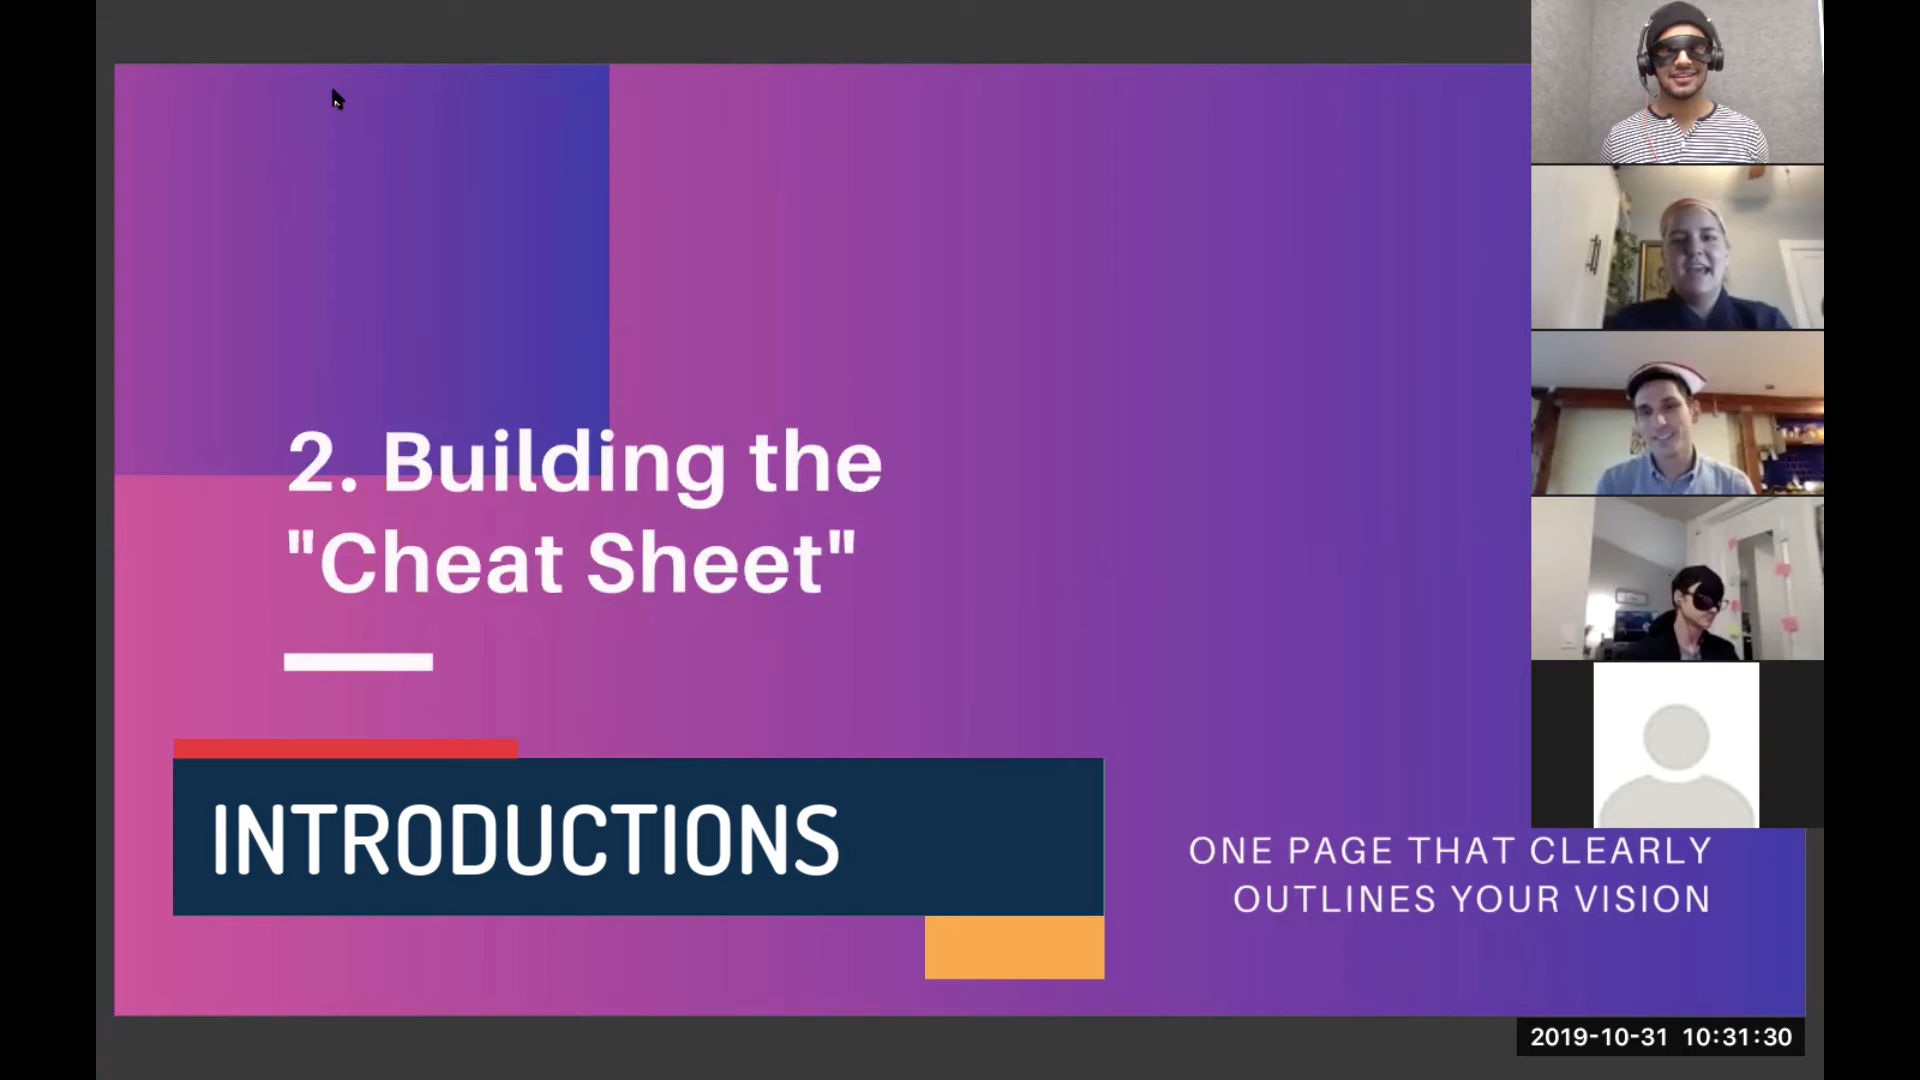 2. Building the
"Cheat Sheet"
INTRODUCTIONS
ONE PAGE THAT CLEARLY
OUTLINES YOUR VISION
2019-10-31 10:31:30